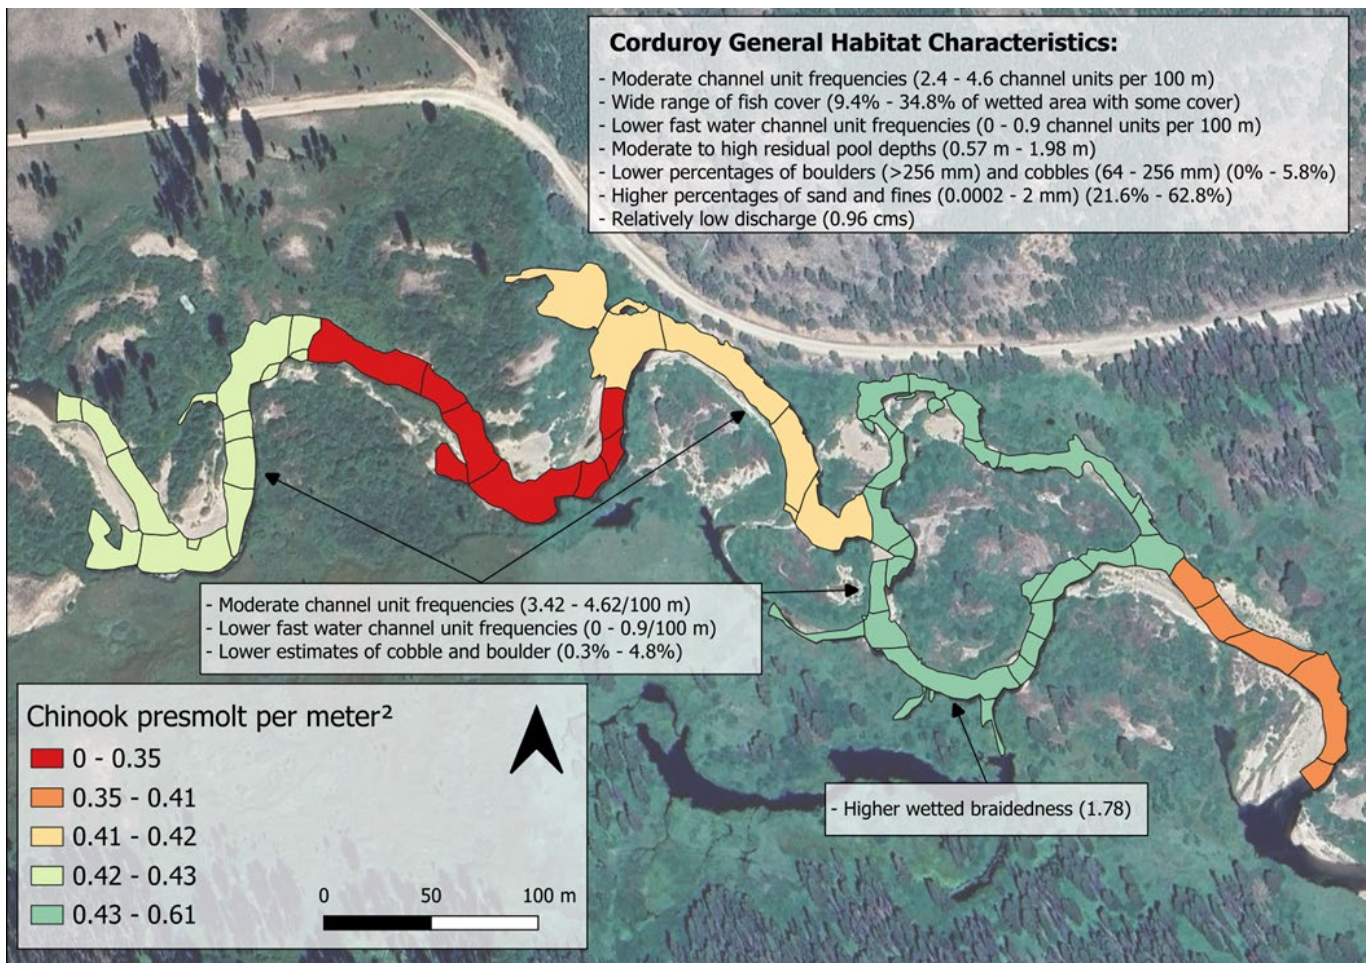 Corduroy General Habitat Characteristics:
- Moderate channel unit frequencies (2.4 - 4.6 channel units per 100 m)
- Wide range of fish cover (9.4% - 34.8% of wetted area with some cover)
- Lower fast water channel unit frequencies (0 - 0.9 channel units per 100 m)
- Moderate to high residual pool depths (0.57 m - 1.98 m)
- Lower percentages of boulders (>256 mm) and cobbles (64 - 256 mm) (0% - 5.8%)
- Higher percentages of sand and fines (0.0002 - 2 mm) (21.6% - 62.8%)
- Relatively low discharge (0.96 cms)
- Moderate channel unit frequencies (3.42 - 4.62/100 m)
- Lower fast water channel unit frequencies (0 - 0.9/100 m)
- Lower estimates of cobble and boulder (0.3% - 4.8%)
- Higher wetted braidedness (1.78)
Chinook presmolt per meter²
0 - 0.35
0.35 - 0.41
0.41 - 0.42
0.42 - 0.43
0.43 - 0.61
0 50 100 m